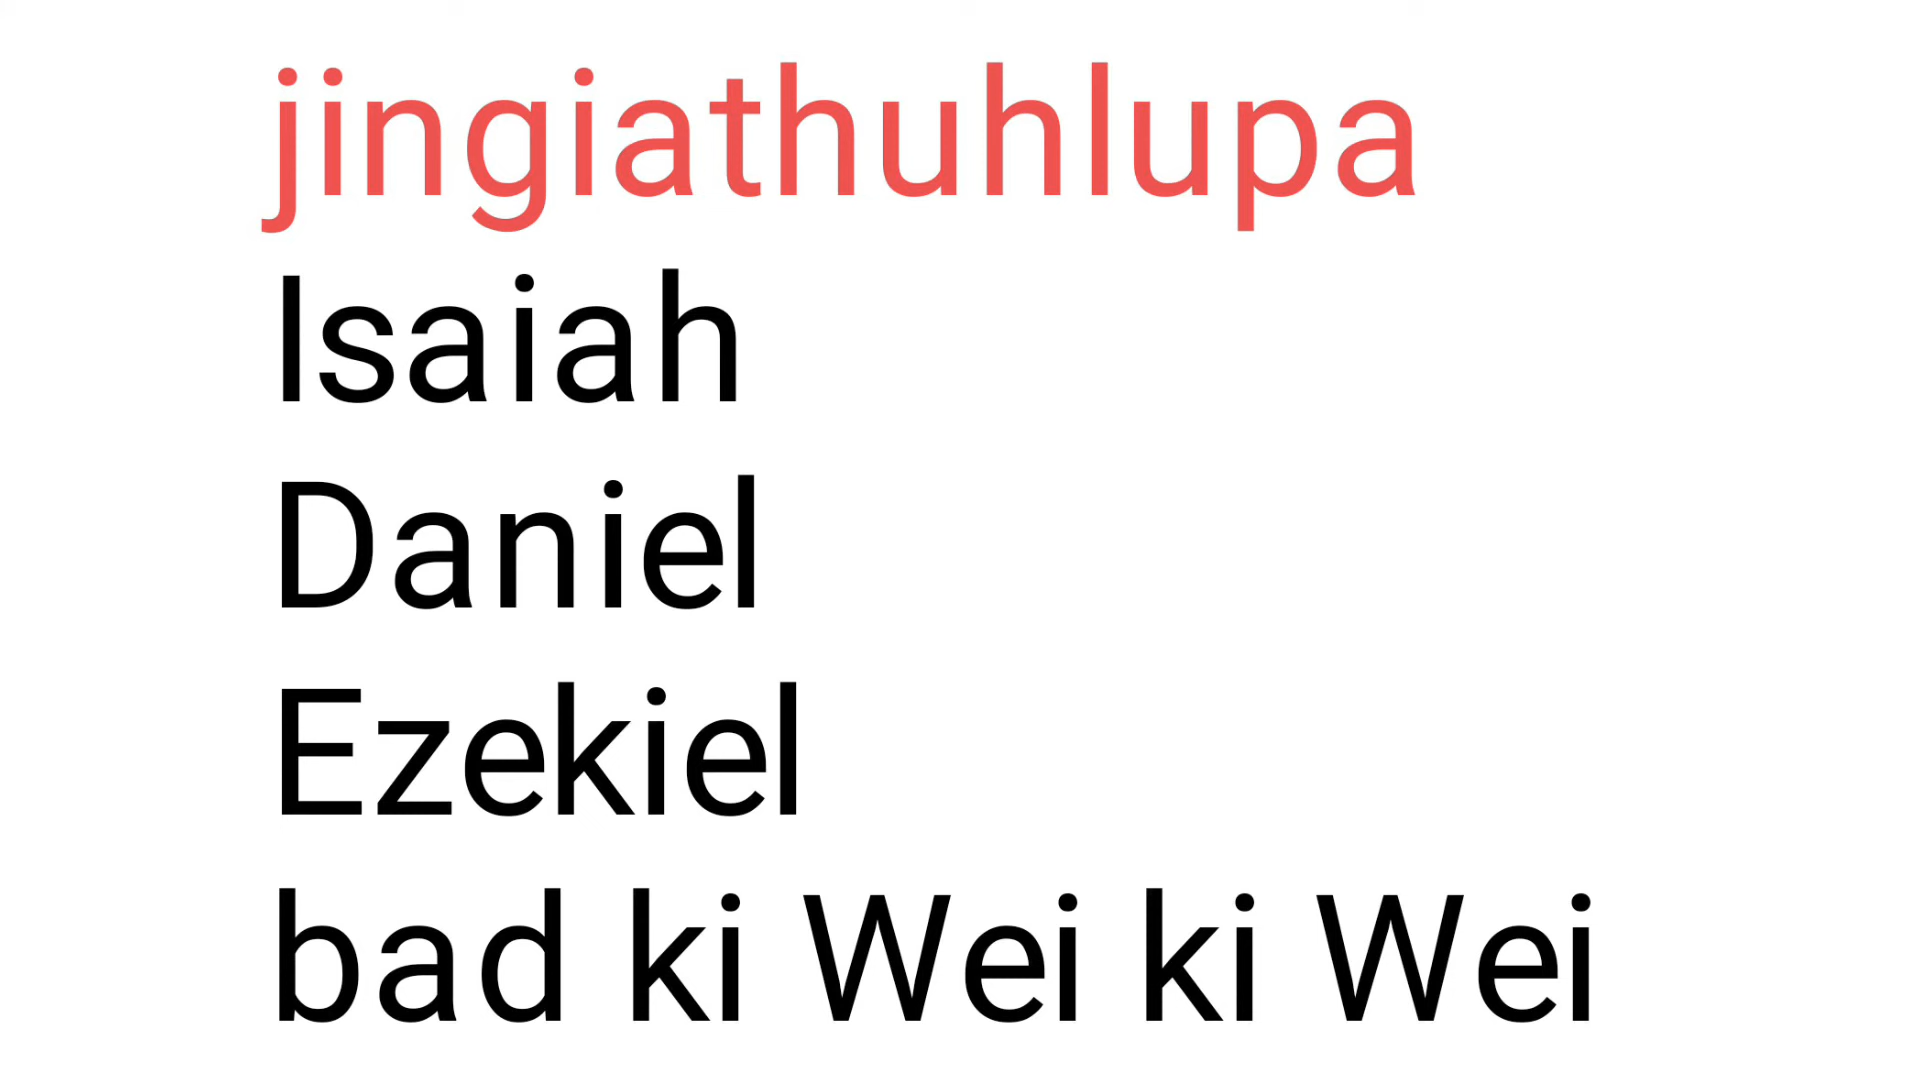 jingiathuhlupa
Isaiah
Daniel
Ezekiel
bad ki Wei ki Wei